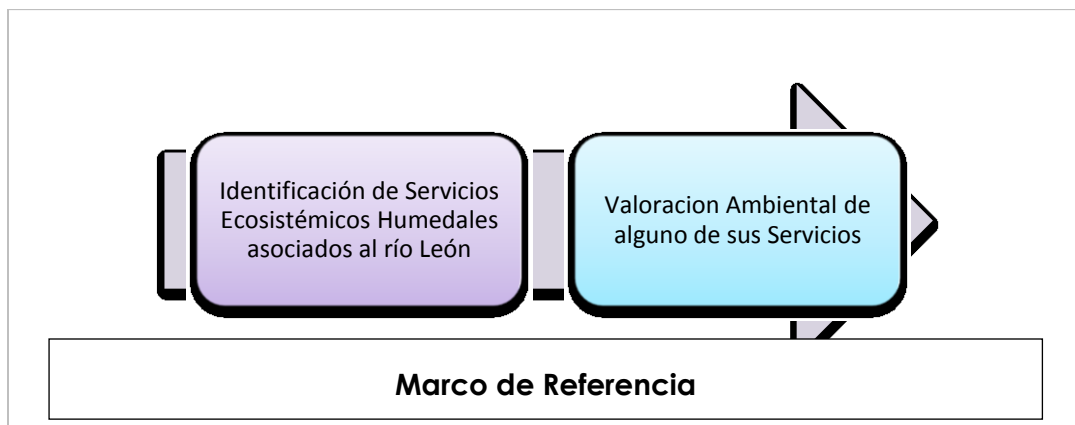 Identificación de Servicios
Ecosistémicos Humedales
asociados al río León
Valoracion Ambiental de
alguno de sus Servicios
Marco de Referencia